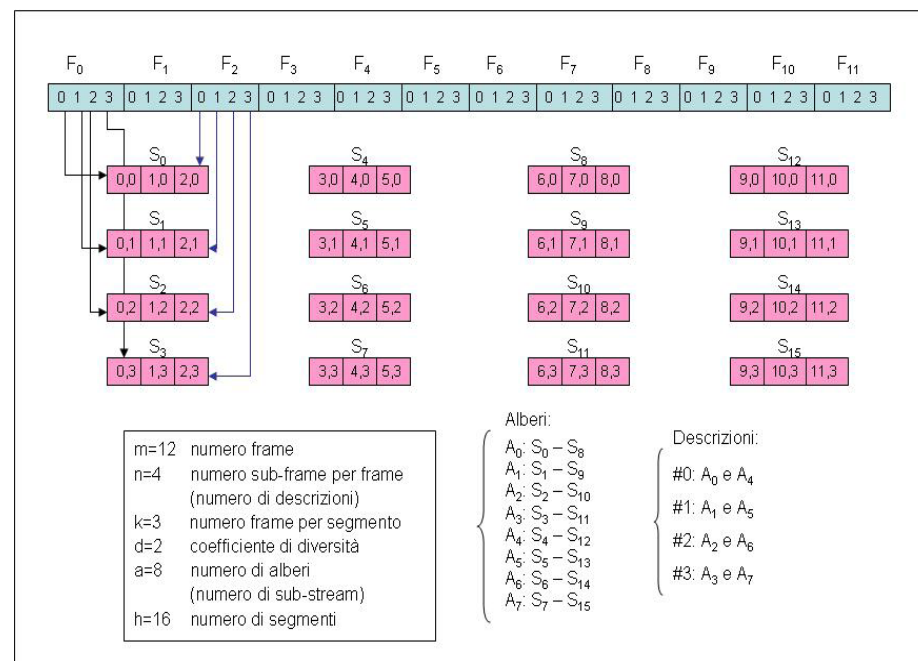 F0 F1 F2 F3 F4 F5 F6 F7 F8 F9 F10 F11
0 1 2 3 0 1 2 3 0 1 2 3 0 1 2 3 0 1 2 3 0 1 2 3 0 1 2 3 0 1 2 3 0 1 2 3 0 1 2 3 0 1 2 3 0 1 2 3
S0 S4 S8 S12
0,0 1,0 2,0 3,0 4,0 5,0 6,0 7,0 8,0 9,0 10,0 11,0
S1 S5 S9 S13
0,1 1,1 2,1 3,1 4,1 5,1 6,1 7,1 8,1 9,1 10,1 11,1
S2 S6 S10 S14
0,2 1,2 2,2 3,2 4,2 5,2 6,2 7,2 8,2 9,2 10,2 11,2
S3 S7 S11 S15
0,3 1,3 2,3 3,3 4,3 5,3 6,3 7,3 8,3 9,3 10,3 11,3
m=12 numero frame
n=4 numero sub-frame per frame
(numero di descrizioni)
k=3 numero frame per segmento
d=2 coefficiente di diversità
a=8 numero di alberi
(numero di sub-stream)
h=16 numero di segmenti
Alberi:
A0: S0 – S8
A1: S1 – S9
A2: S2 – S10
A3: S3 – S11
A4: S4 – S12
A5: S5 – S13
A6: S6 – S14
A7: S7 – S15
Descrizioni:
#0: A0 e A4
#1: A1 e A5
#2: A2 e A6
#3: A3 e A7